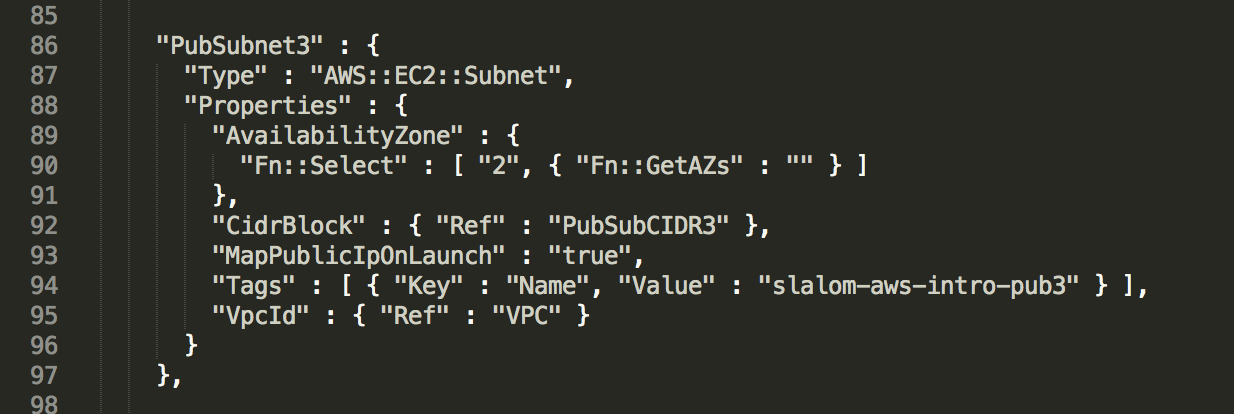 85
86 "PubSubnet3" : {
87 "Type" : "AWS::EC2::Subnet",
88 "Properties" : {
89 "AvailabilityZone" : {
90 "Fn::Select" : [ "2", { "Fn::GetAZs" : "" } ]
91 },
92 "CidrBlock" : { "Ref" : "PubSubCIDR3" },
93 "MapPublicIpOnLaunch" : "true",
94 "Tags" : [ { "Key" : "Name", "Value" : "slalom-aws-intro-pub3" } ],
95 "VpcId" : { "Ref" : "VPC" }
96 }
97 },
98